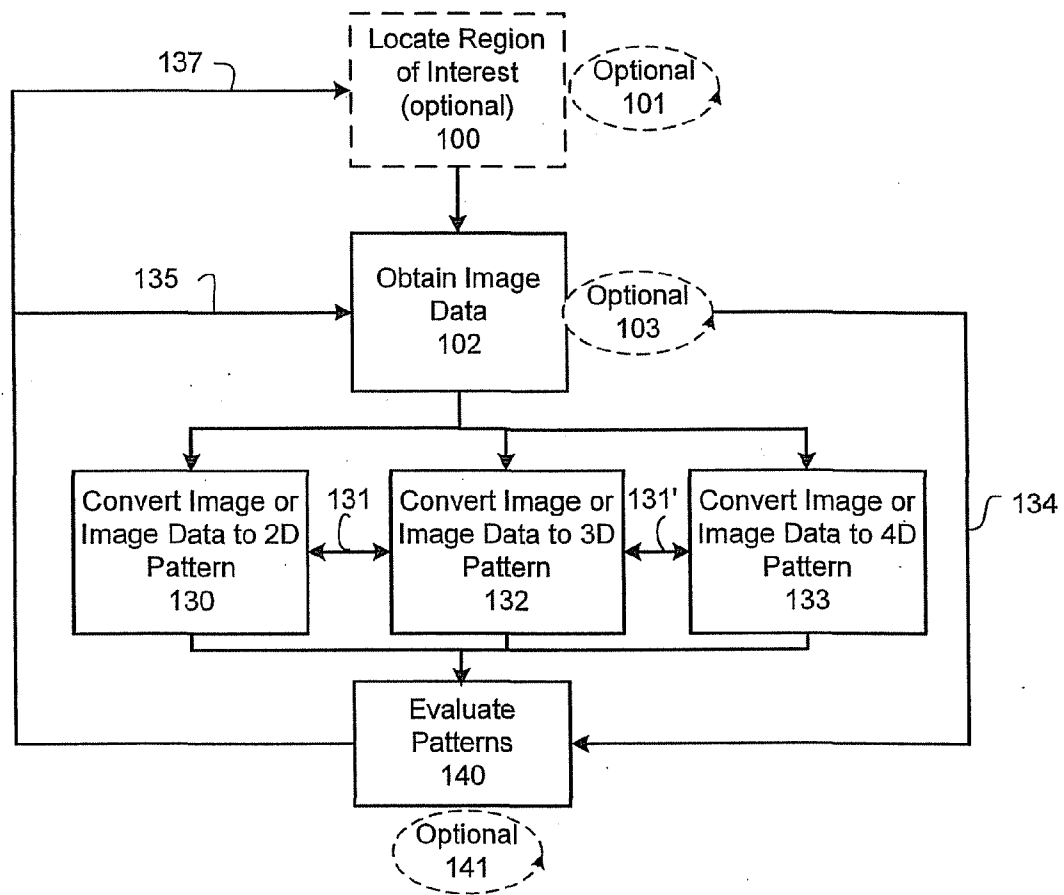 137
Locate Region
of Interest
(optional)
100
Optional
101
135
Obtain Image
Data
102
Optional
103
Convert Image or
Image Data to 2D
Pattern
130
131
Convert Image or
Image Data to 3D
Pattern
132
131'
Convert Image or
Image Data to 4D
Pattern
133
134
Evaluate
Patterns
140
Optional
141